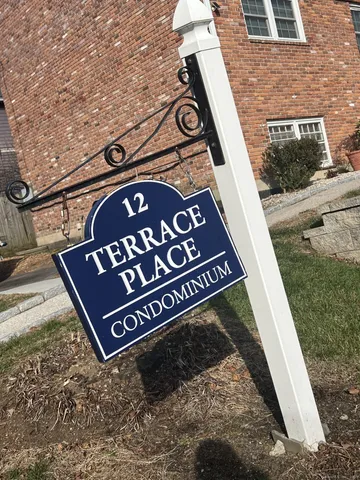 12
TERRACE
PLACE
CONDOMINIUM